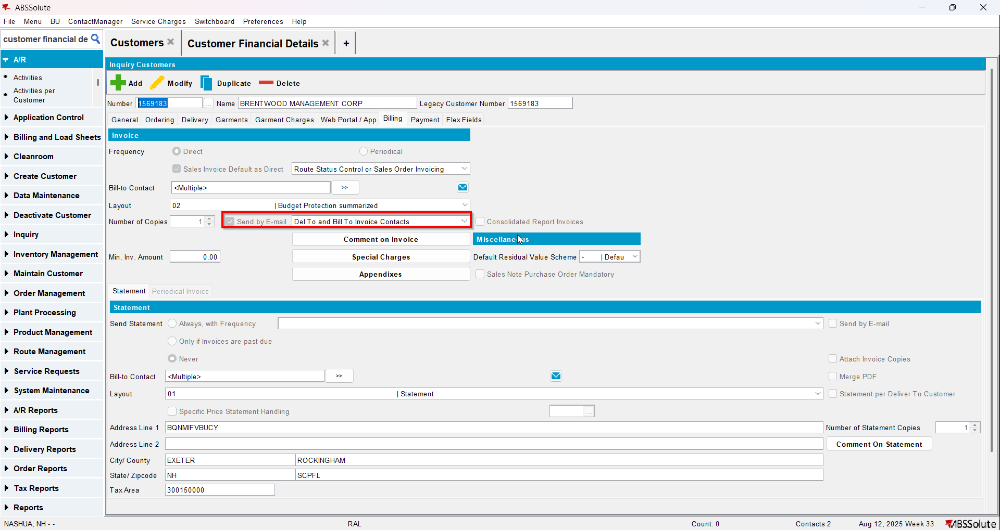 ABSSolute
File Menu BU ContactManager Service Charges Switchboard Preferences Help
customer financial de
Customers
Customer Financial Details
+
A/R
Activities
Activities per
Customer
Application Control
Billing and Load Sheets
Cleanroom
Create Customer
Data Maintenance
Deactivate Customer
Inquiry
Inventory Management
Maintain Customer
Order Management
Plant Processing
Product Management
Route Management
Service Requests
System Maintenance
A/R Reports
Billing Reports
Delivery Reports
Order Reports
Tax Reports
Reports
Inquiry Customers
Add Modify Duplicate Delete
Number 1569183 ... Name BRENTWOOD MANAGEMENT CORP Legacy Customer Number 1569183
General Ordering Delivery Garments Garment Charges Web Portal / App Billing Payment Flex Fields
Invoice
Frequency Direct Periodical
Sales Invoice Default as Direct Route Status Control or Sales Order Invoicing
Bill-to Contact <Multiple> >>
Layout 02 | Budget Protection summarized
Number of Copies 1 Send by E-mail Del To and Bill To Invoice Contacts Consolidated Report Invoices
Comment on Invoice Miscellaneous
Min. Inv. Amount 0.00 Special Charges Default Residual Value Scheme - | Defau
Appendixes Sales Note Purchase Order Mandatory
Statement Periodical Invoice
Statement
Send Statement Always, with Frequency Send by E-mail
Only if Invoices are past due
Never Attach Invoice Copies
Bill-to Contact <Multiple> >> Merge PDF
Layout 01 | Statement Statement per Deliver To Customer
Specific Price Statement Handling ...
Address Line 1 BQNMIFVBUCY Number of Statement Copies 1
Address Line 2 Comment On Statement
City/ County EXETER ROCKINGHAM
State/ Zipcode NH SCPFL
Tax Area 300150000
NASHUA, NH - - RAL Count: 0 Contacts 2 Aug 12, 2025 Week 33 ABSSolute